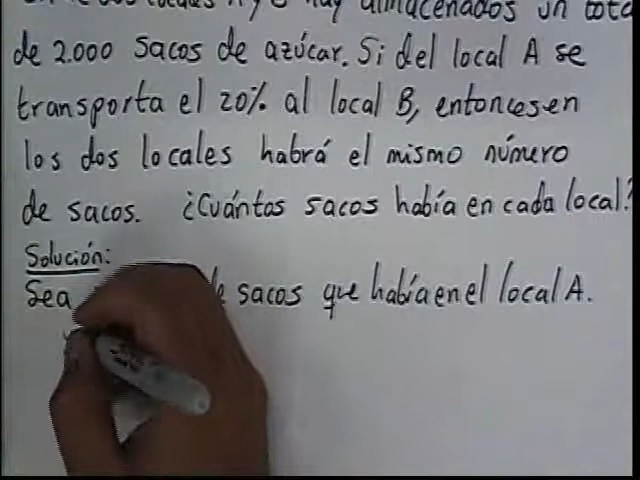 almacenados un
de 2.000 sacos de azúcar. Si del local A se
transporta el 20% al local B, entonces en
los dos locales habrá el mismo número
de sacos. ¿Cuántos sacos había en cada local?
Solución:
Sea sacos que había en el local A.